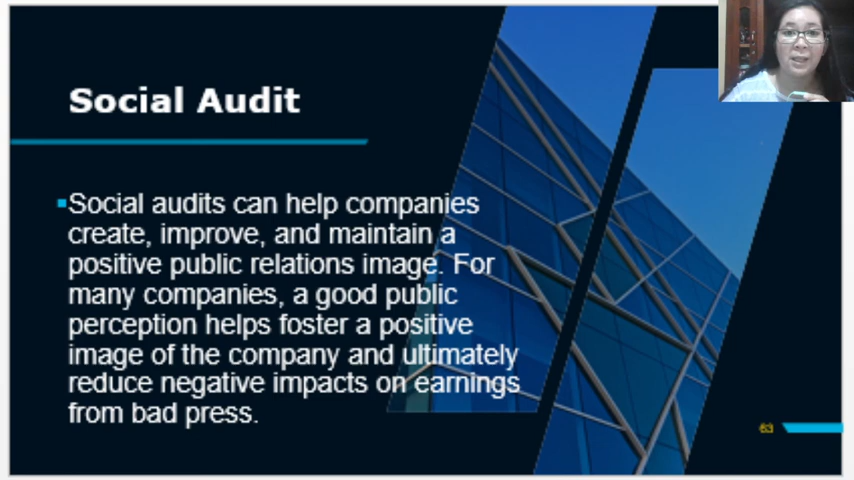 Social Audit
Social audits can help companies
create, improve, and maintain a
positive public relations image. For
many companies, a good public
perception helps foster a positive
image of the company and ultimately
reduce negative impacts on earnings
from bad press.
63